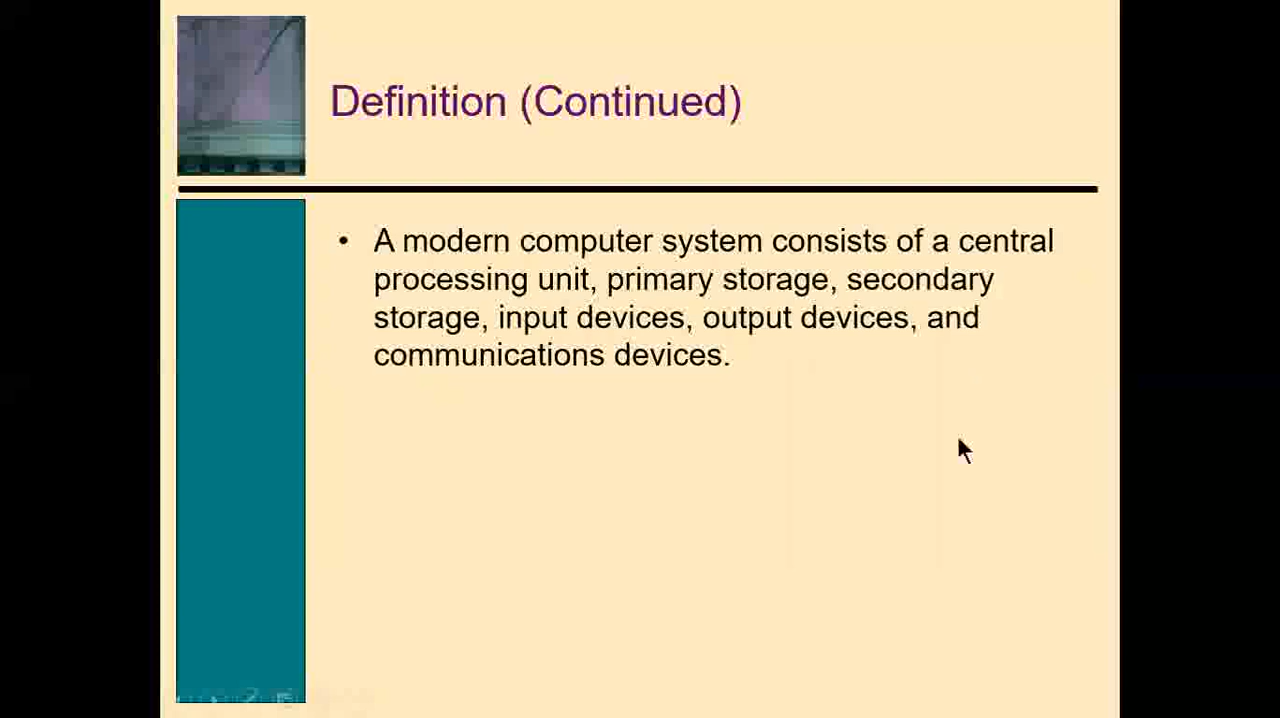 Definition (Continued)
• A modern computer system consists of a central
processing unit, primary storage, secondary
storage, input devices, output devices, and
communications devices.